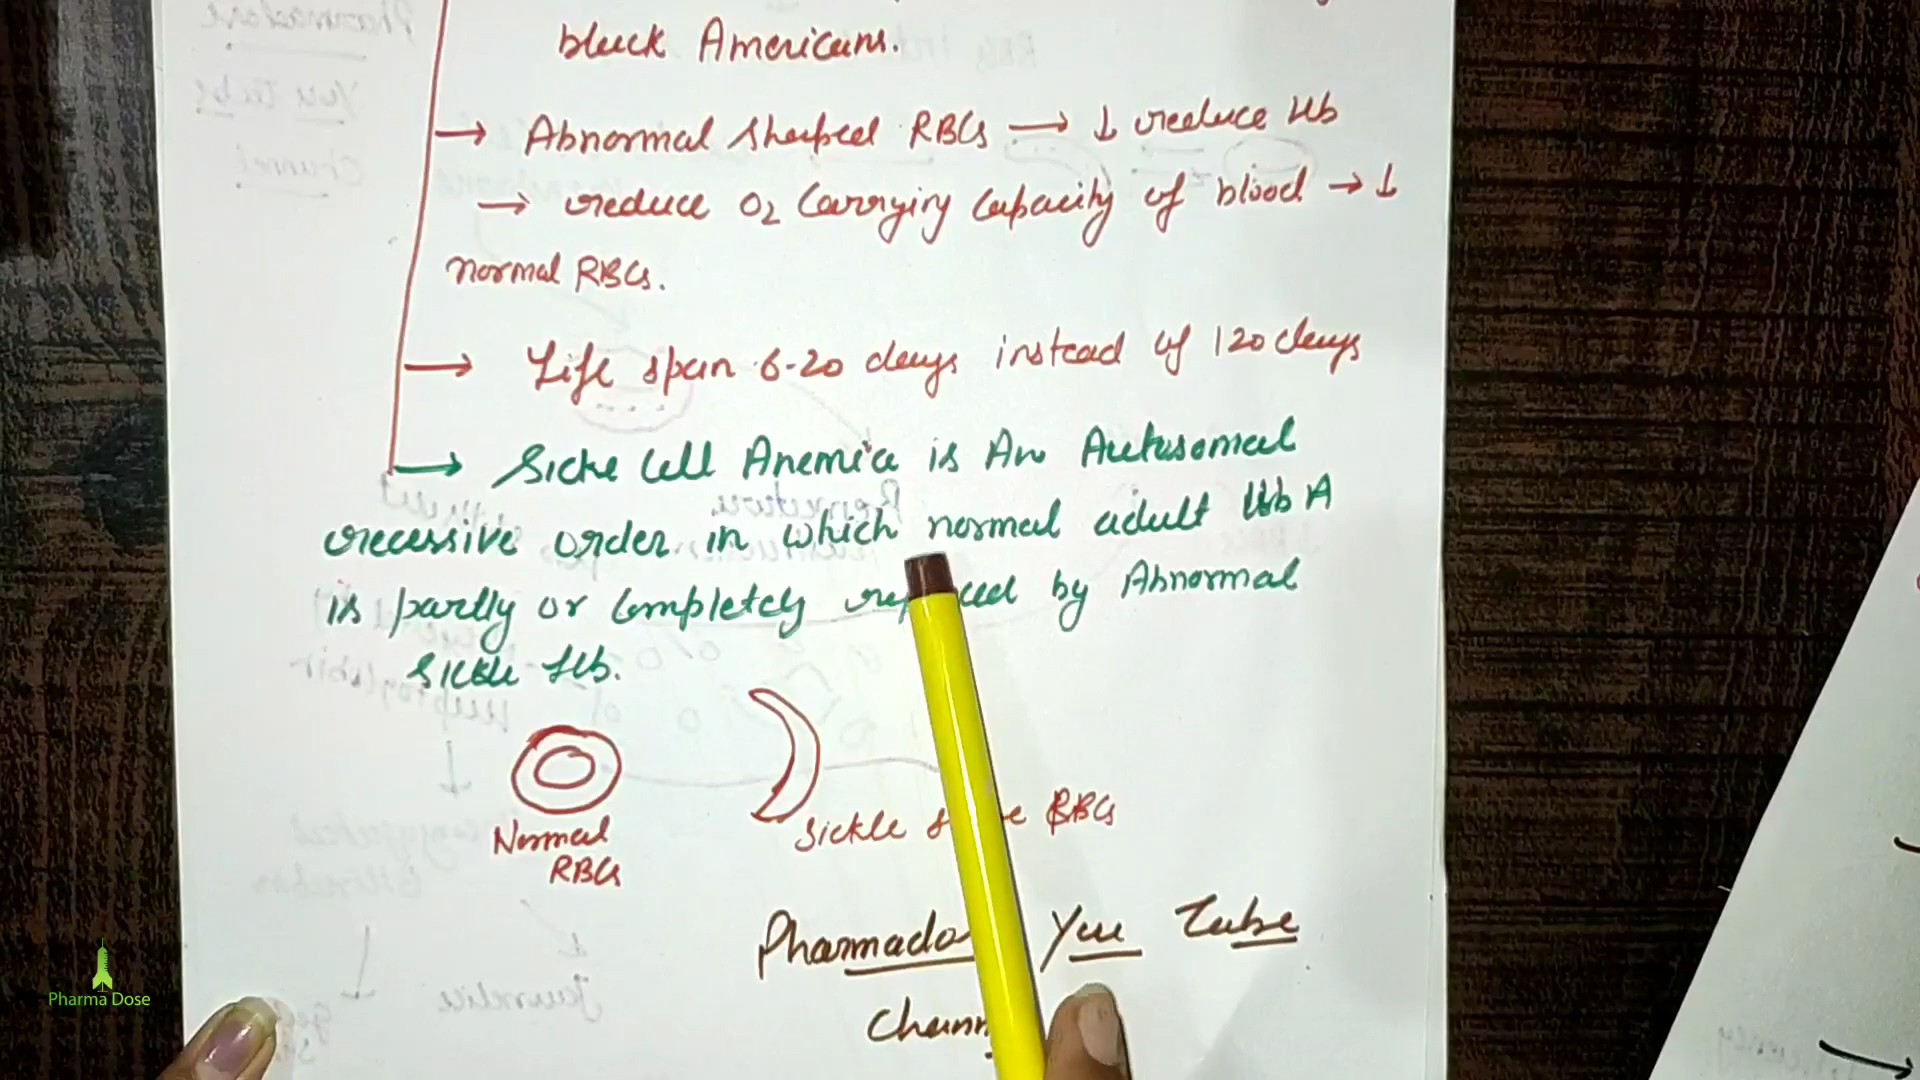 black Americans.
→ Abnormal Shaped RBCs → ↓ reduce Hb
→ reduce O2 Carrying Capacity of blood → ↓
normal RBCs.
→ Life span 6-20 days instead of 120 days
→ Sickle Cell Anemia is An Autosomal
recessive order in which normal adult Hb A
is partly or Completely by Abnormal
Sickle Hb.
Normal
RBCs
Sickle RBCs
You Tube
Pharma Dose